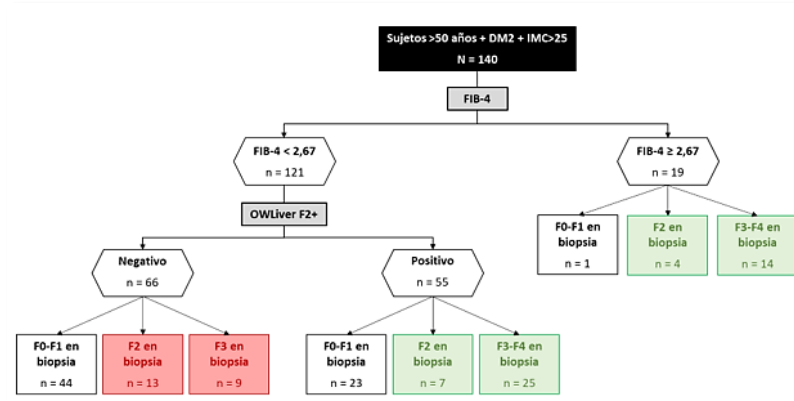 Sujetos >50 años + DM2 + IMC>25
N = 140
FIB-4
FIB-4 < 2,67
n = 121
FIB-4 ≥ 2,67
n = 19
OWLiver F2+
F0-F1 en
biopsia
n = 1
F2 en
biopsia
n = 4
F3-F4 en
biopsia
n = 14
Negativo
n = 66
Positivo
n = 55
F0-F1 en
biopsia
n = 44
F2 en
biopsia
n = 13
F3 en
biopsia
n = 9
F0-F1 en
biopsia
n = 23
F2 en
biopsia
n = 7
F3-F4 en
biopsia
n = 25